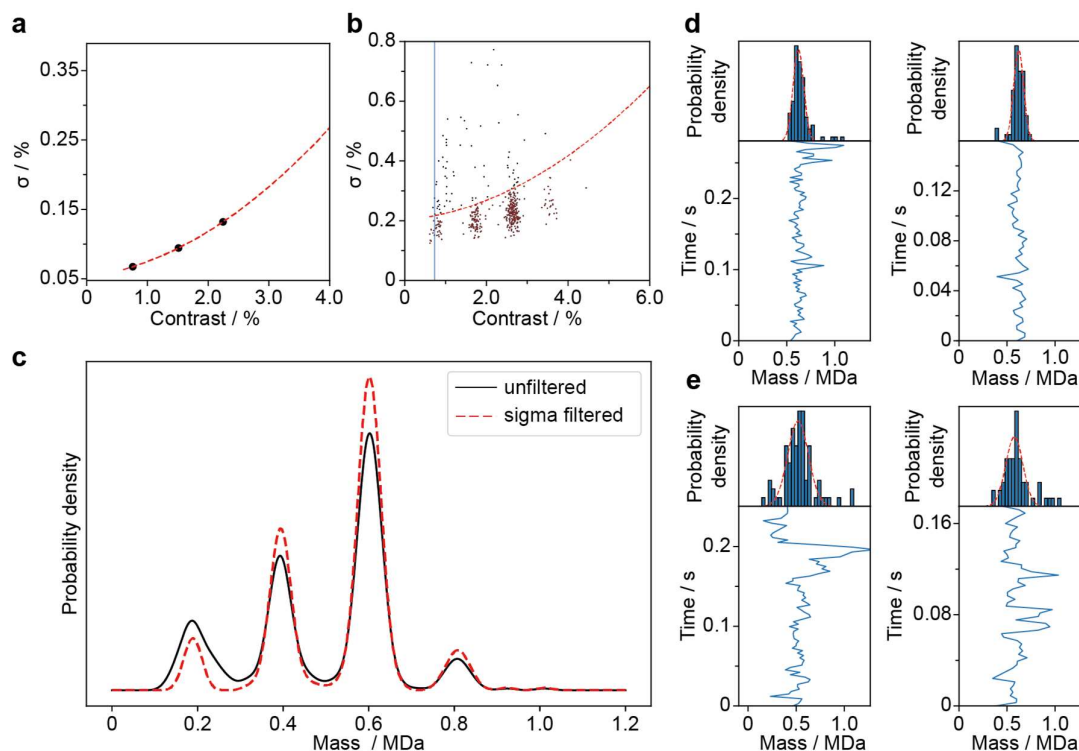 a
σ / %
0.35
0.25
0.15
0.05
0 1.0 2.0 3.0 4.0
Contrast / %
b
σ / %
0.8
0.6
0.4
0.2
0
0 2.0 4.0 6.0
Contrast / %
c
Probability density
unfiltered
sigma filtered
0 0.2 0.4 0.6 0.8 1.0 1.2
Mass / MDa
d
Probability
density
Time / s
0.2
0.1
0
0 0.5 1.0
Mass / MDa
Probability
density
Time / s
0.12
0.08
0.04
0
0 0.5 1.0
Mass / MDa
e
Probability
density
Time / s
0.2
0.1
0
0 0.5 1.0
Mass / MDa
Probability
density
Time / s
0.16
0.08
0
0 0.5 1.0
Mass / MDa